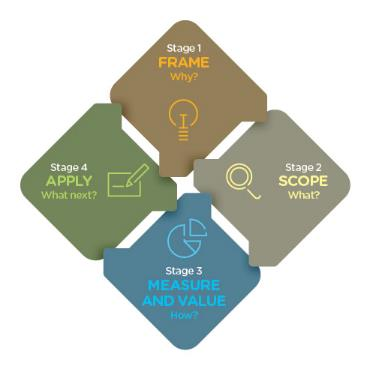 Stage 1
FRAME
Why?
Stage 2
SCOPE
What?
Stage 3
MEASURE
AND VALUE
How?
Stage 4
APPLY
What next?